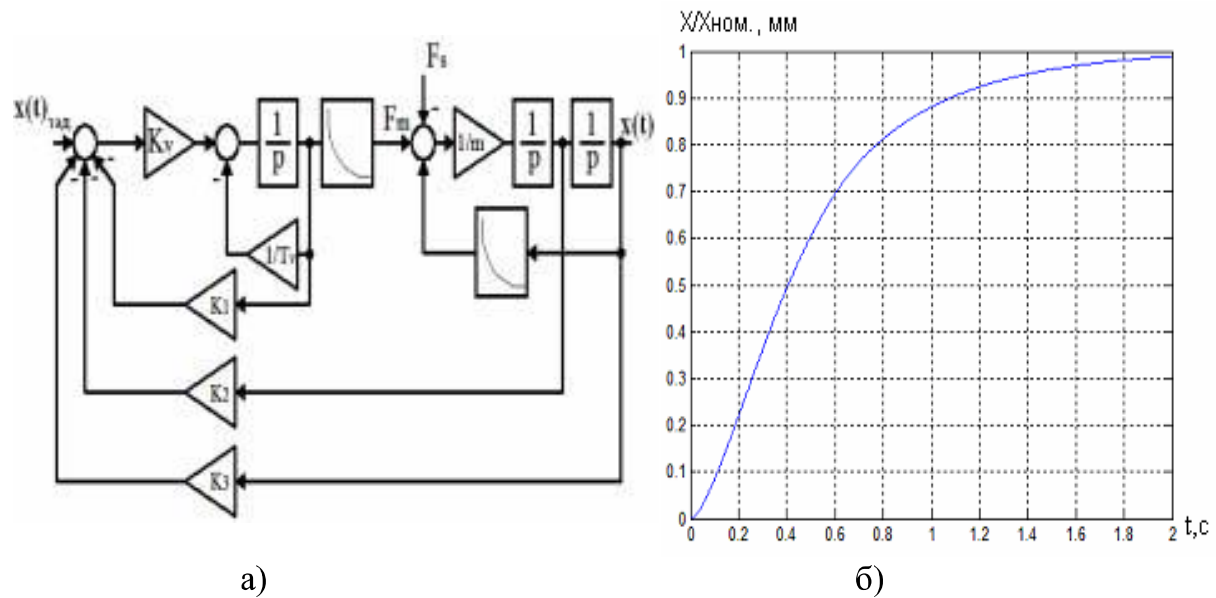 X/Xном. , мм
x(t)зад
Kv
1
p
Fs
Fm
1/m
1
p
1
p
x(t)
1/Tv
K1
K2
K3
1
0.9
0.8
0.7
0.6
0.5
0.4
0.3
0.2
0.1
0
0 0.2 0.4 0.6 0.8 1 1.2 1.4 1.6 1.8 2
t,c
а) б)